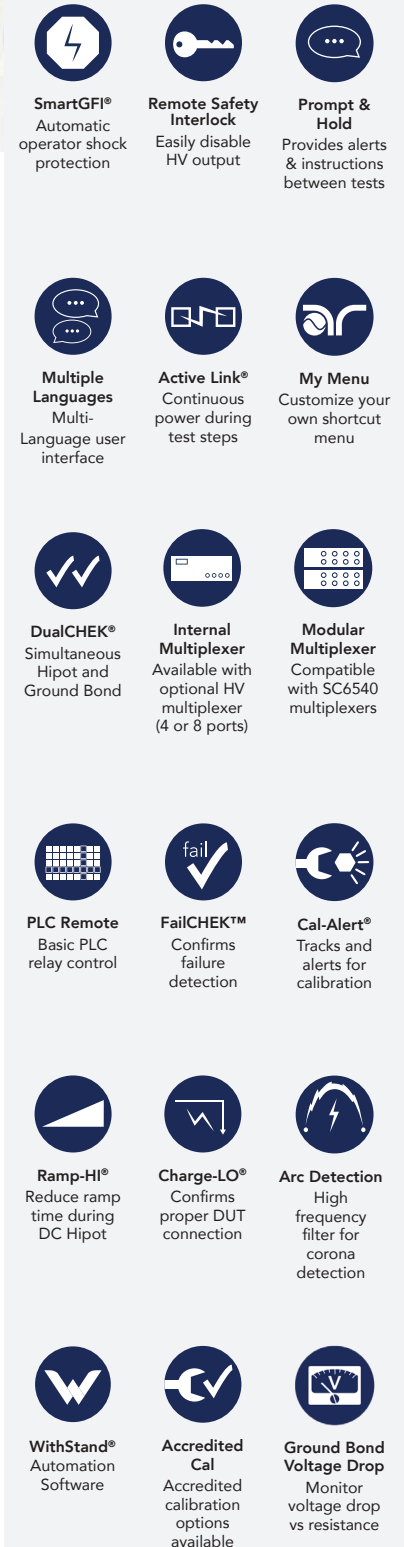 SmartGFI®
Automatic
operator shock
protection
Remote Safety
Interlock
Easily disable
HV output
Prompt &
Hold
Provides alerts
& instructions
between tests
Multiple
Languages
Multi-
Language user
interface
Active Link®
Continuous
power during
test steps
My Menu
Customize your
own shortcut
menu
DualCHEK®
Simultaneous
Hipot and
Ground Bond
Internal
Multiplexer
Available with
optional HV
multiplexer
(4 or 8 ports)
Modular
Multiplexer
Compatible
with SC6540
multiplexers
PLC Remote
Basic PLC
relay control
fail
FailCHEK™
Confirms
failure
detection
Cal-Alert®
Tracks and
alerts for
calibration
Ramp-HI®
Reduce ramp
time during
DC Hipot
Charge-LO®
Confirms
proper DUT
connection
Arc Detection
High
frequency
filter for
corona
detection
W
WithStand®
Automation
Software
Accredited
Cal
Accredited
calibration
options
available
V
Ground Bond
Voltage Drop
Monitor
voltage drop
vs resistance